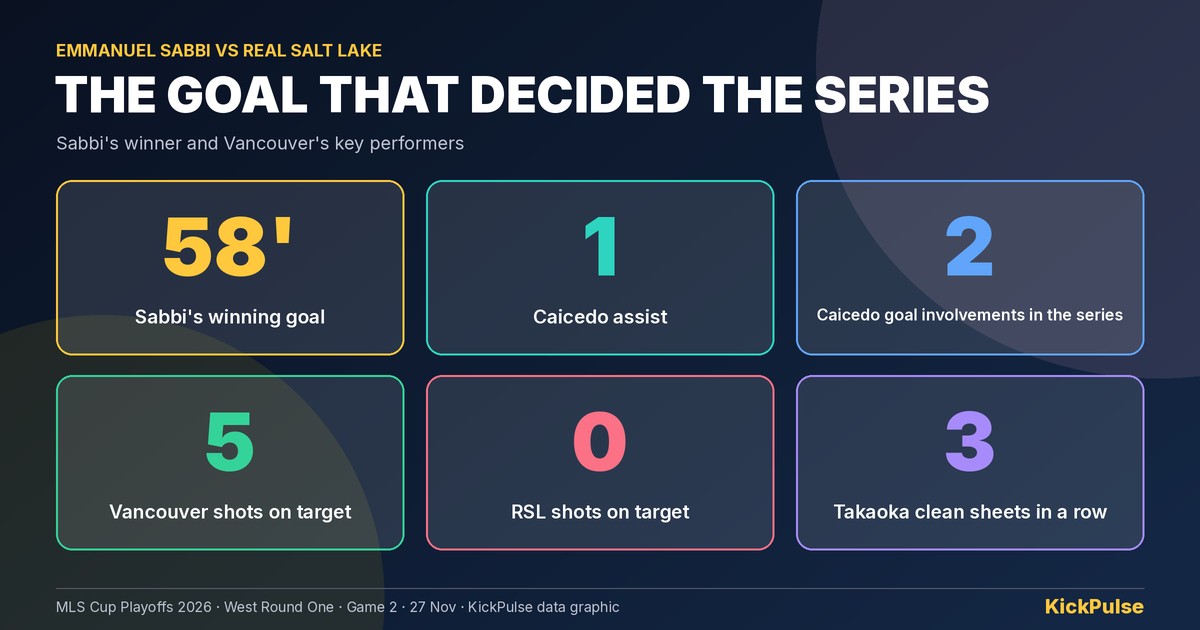 EMMANUEL SABBI VS REAL SALT LAKE
THE GOAL THAT DECIDED THE SERIES
Sabbi's winner and Vancouver's key performers
58'
Sabbi's winning goal
1
Caicedo assist
2
Caicedo goal involvements in the series
5
Vancouver shots on target
0
RSL shots on target
3
Takaoka clean sheets in a row
MLS Cup Playoffs 2026 · West Round One · Game 2 · 27 Nov · KickPulse data graphic
KickPulse